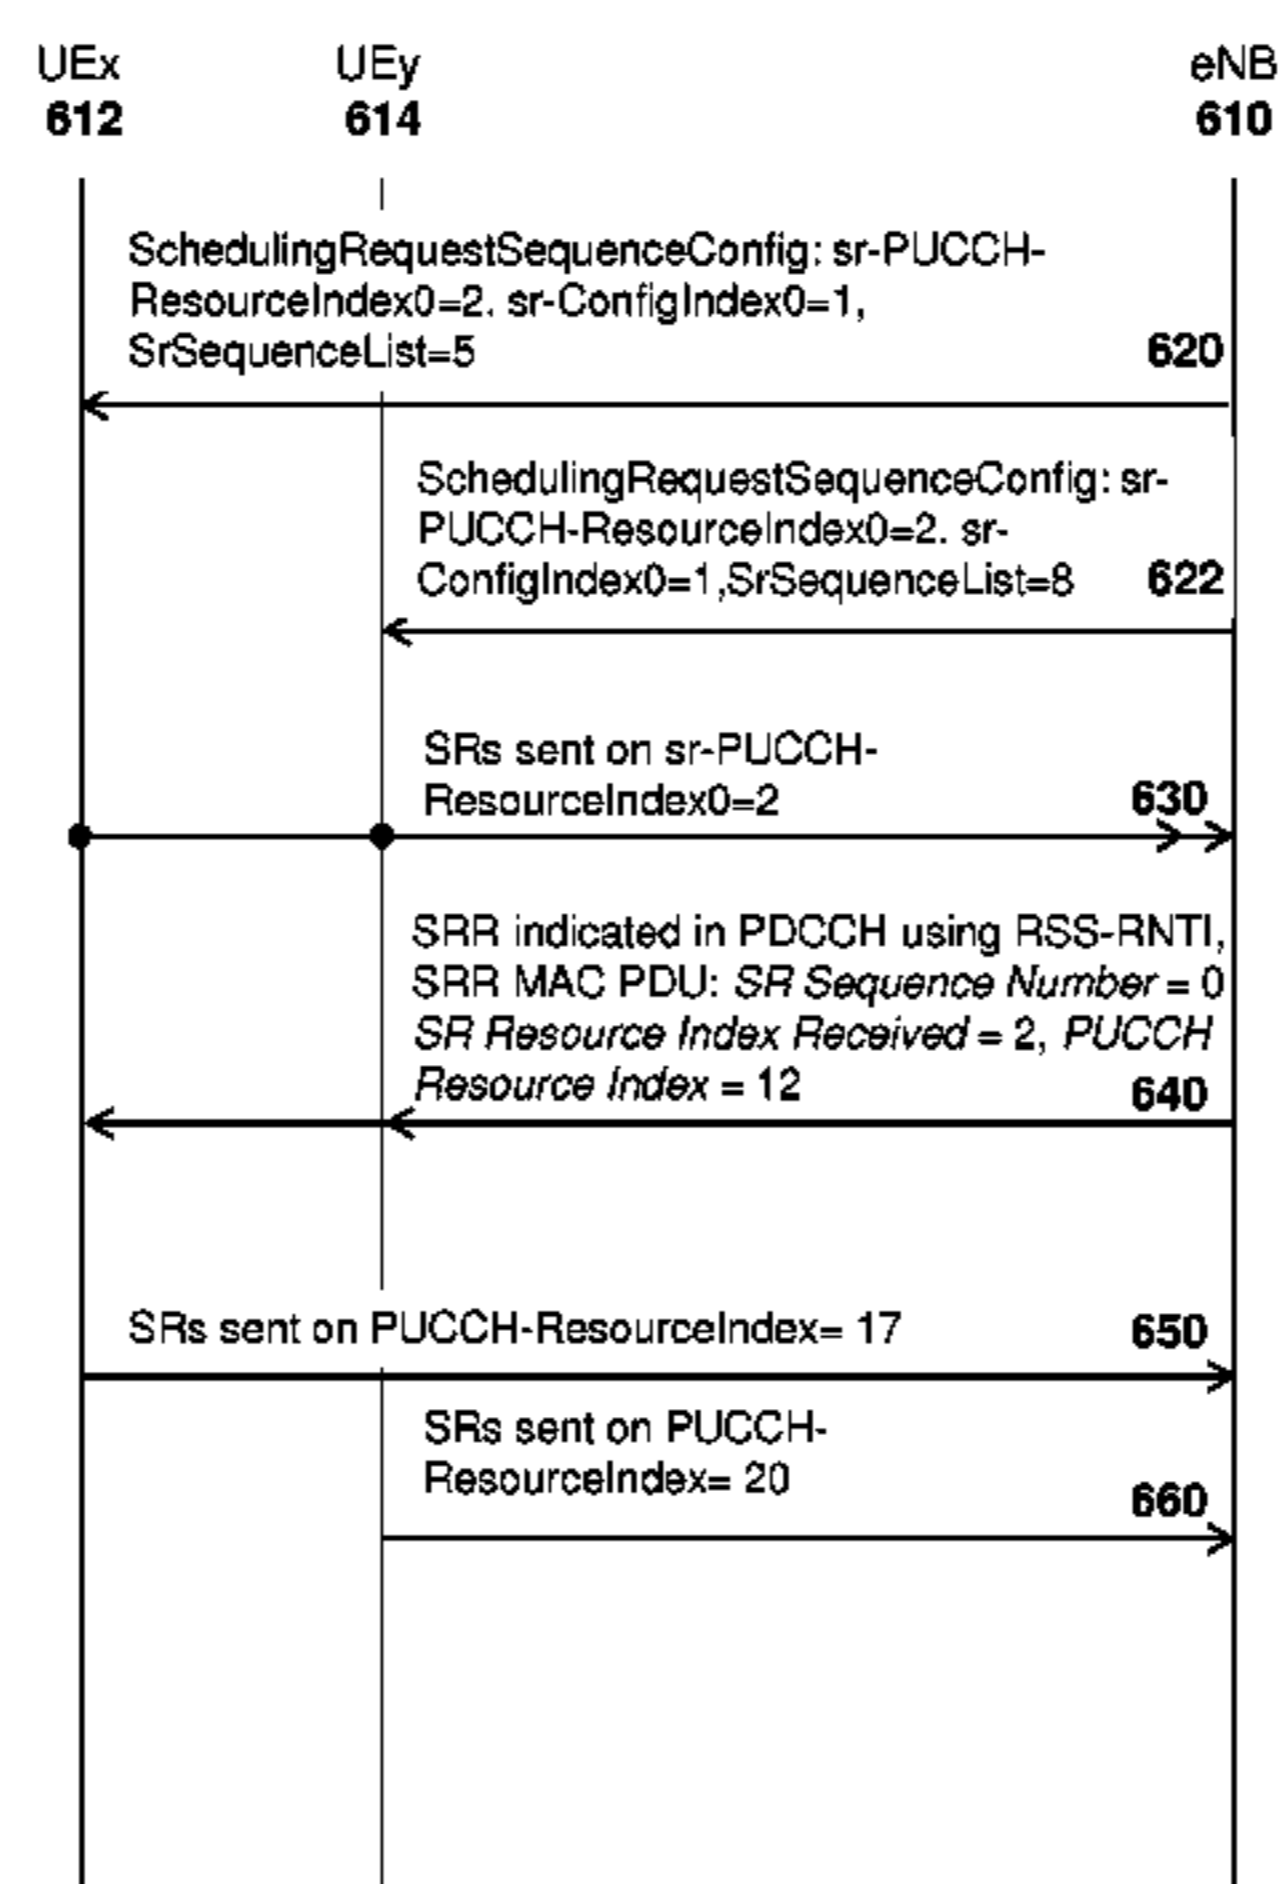 UEx UEy eNB
612 614 610
SchedulingRequestSequenceConfig: sr-PUCCH-
ResourceIndex0=2. sr-ConfigIndex0=1,
SrSequenceList=5 620
SchedulingRequestSequenceConfig: sr-
PUCCH-ResourceIndex0=2. sr-
ConfigIndex0=1,SrSequenceList=8 622
SRs sent on sr-PUCCH-
ResourceIndex0=2 630
SRR indicated in PDCCH using RSS-RNTI,
SRR MAC PDU: SR Sequence Number = 0
SR Resource Index Received = 2, PUCCH
Resource Index = 12 640
SRs sent on PUCCH-ResourceIndex= 17 650
SRs sent on PUCCH-
ResourceIndex= 20
660